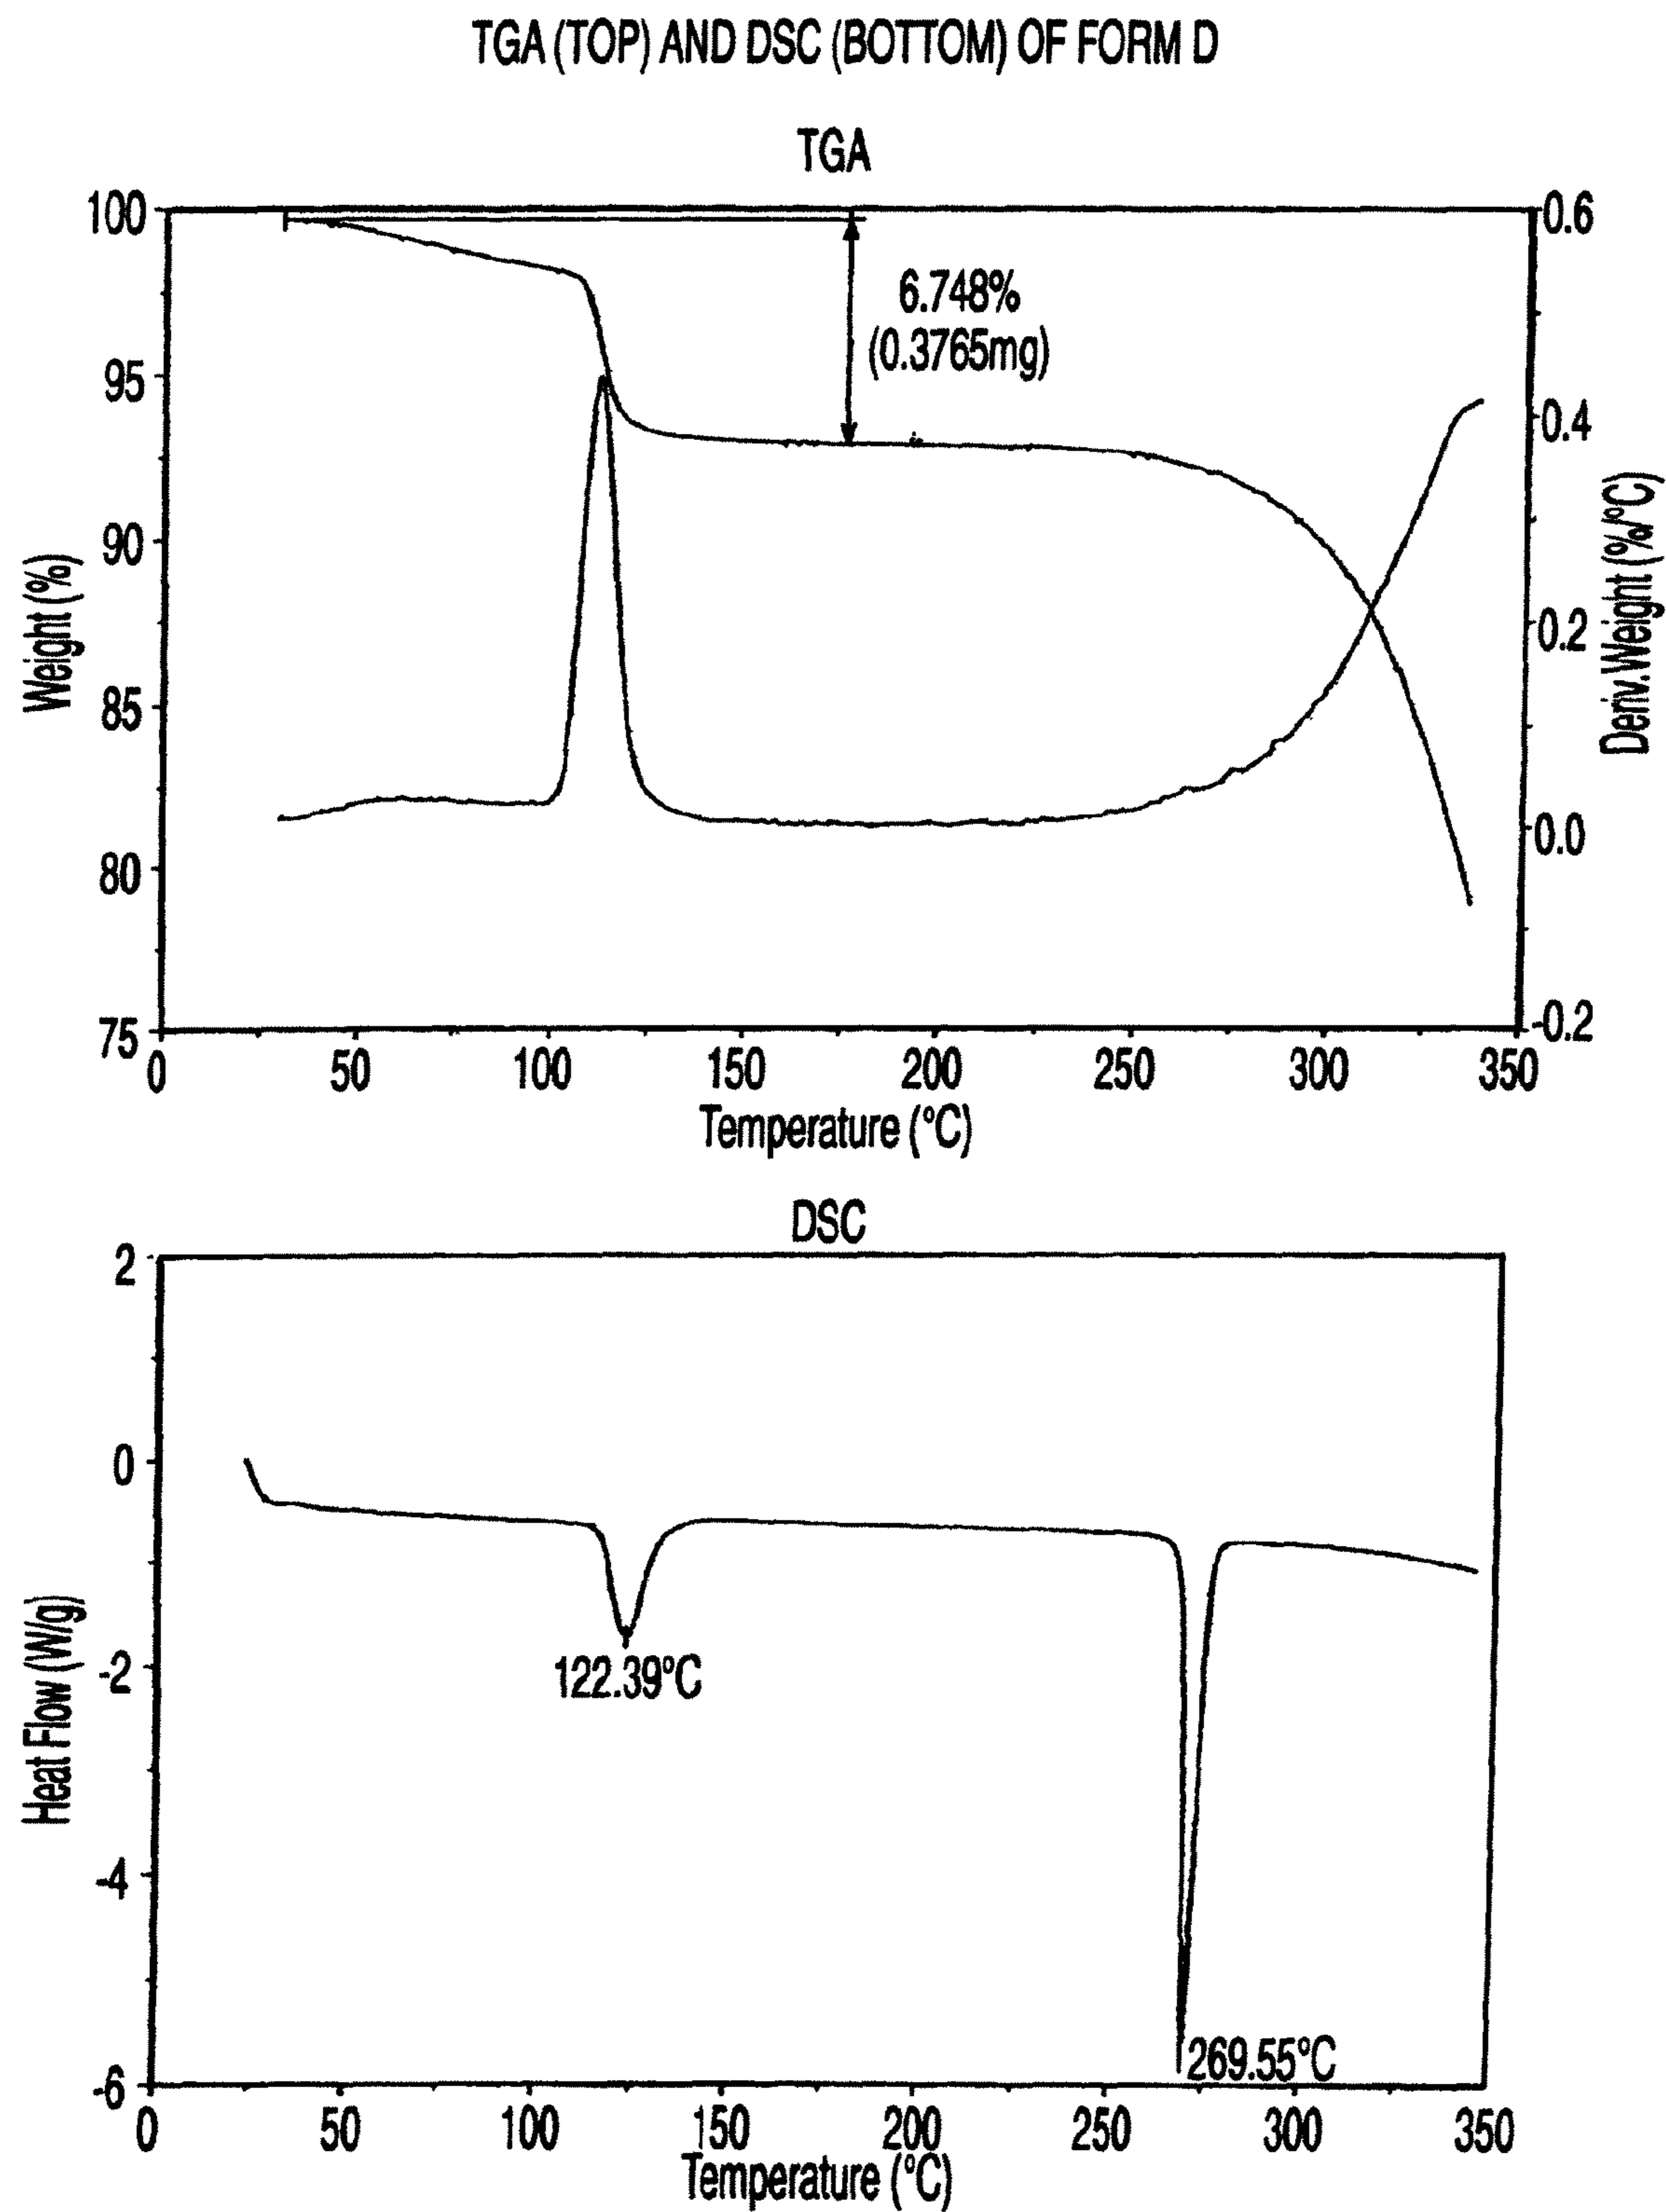 TGA (TOP) AND DSC (BOTTOM) OF FORM D
TGA
100
95
90
85
80
75
Weight (%)
6.748%
(0.3765mg)
0.6
0.4
0.2
0.0
-0.2
Deriv.Weight (%/°C)
0 50 100 150 200 250 300 350
Temperature (°C)
DSC
2
0
-2
-4
-6
Heat Flow (W/g)
122.39°C
269.55°C
0 50 100 150 200 250 300 350
Temperature (°C)